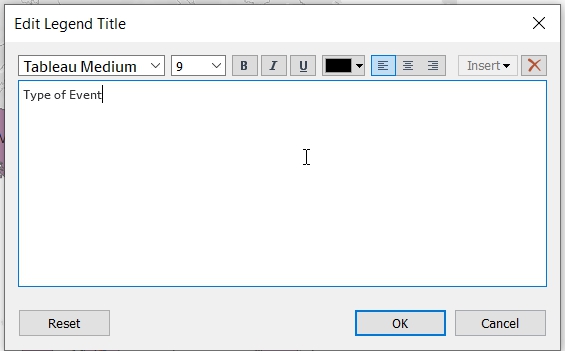 Edit Legend Title
Tableau Medium 9 B I U Insert
Type of Event
Reset OK Cancel